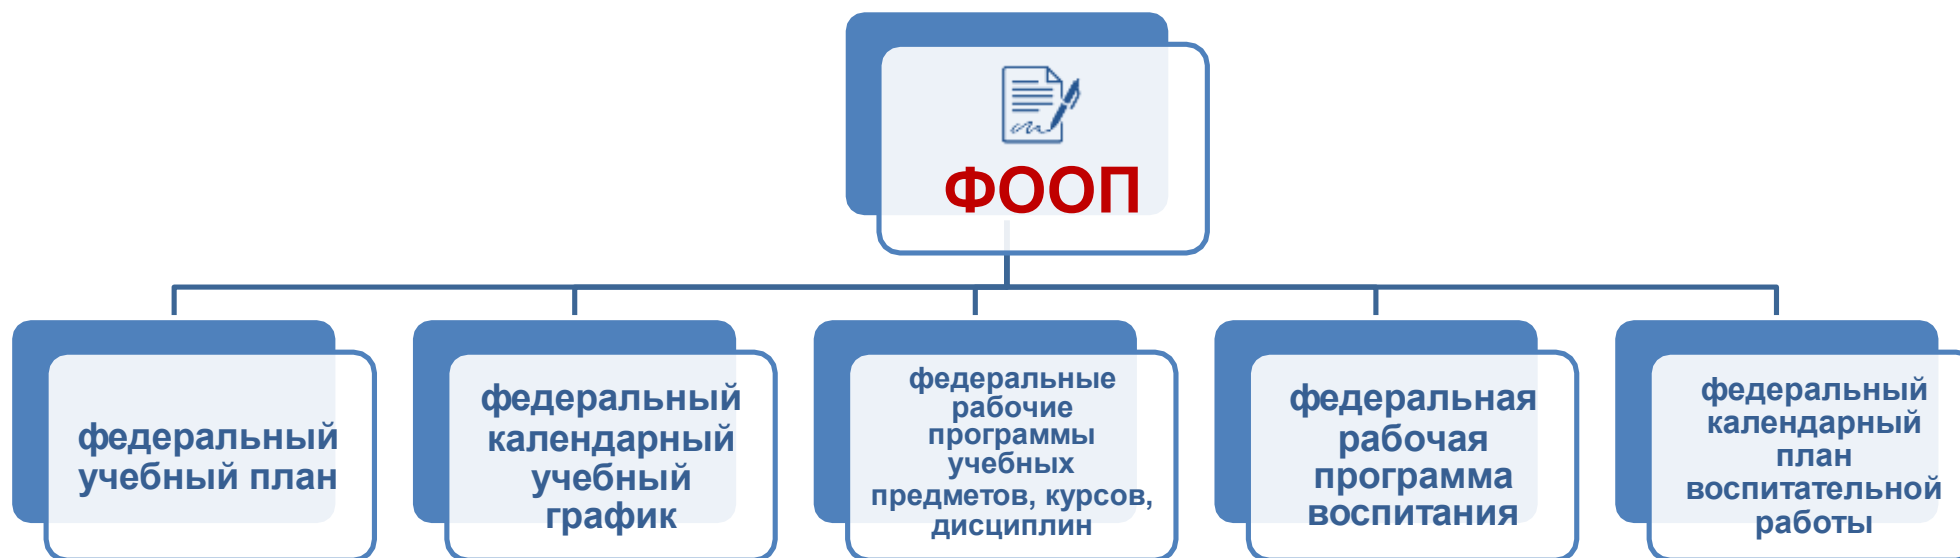 ФООП
федеральный
учебный план
федеральный
календарный
учебный
график
федеральные
рабочие
программы
учебных
предметов, курсов,
дисциплин
федеральная
рабочая
программа
воспитания
федеральный
календарный
план
воспитательной
работы